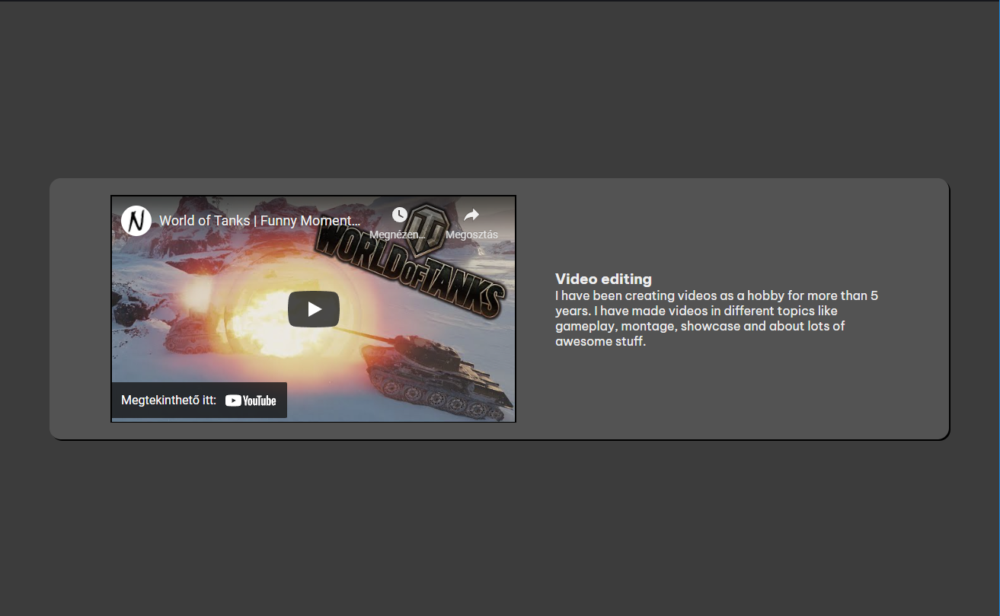 World of Tanks | Funny Moment...
Megnézen...
Megosztás
WORLD OF TANKS
Megtekinthető itt: YouTube
Video editing
I have been creating videos as a hobby for more than 5
years. I have made videos in different topics like
gameplay, montage, showcase and about lots of
awesome stuff.